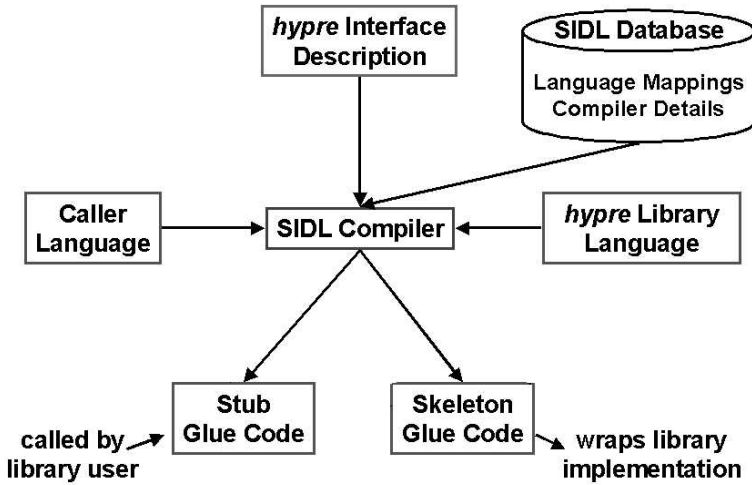 hypre Interface
Description
SIDL Database
Language Mappings
Compiler Details
Caller
Language
SIDL Compiler
hypre Library
Language
Stub
Glue Code
Skeleton
Glue Code
called by
library user
wraps library
implementation